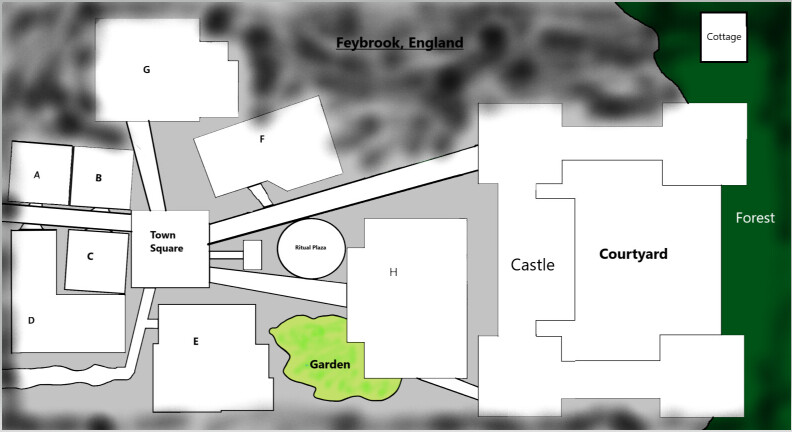 Feybrook, England
Cottage
G
F
A
B
Town
Square
Ritual Plaza
Forest
C
H
Castle
Courtyard
D
E
Garden